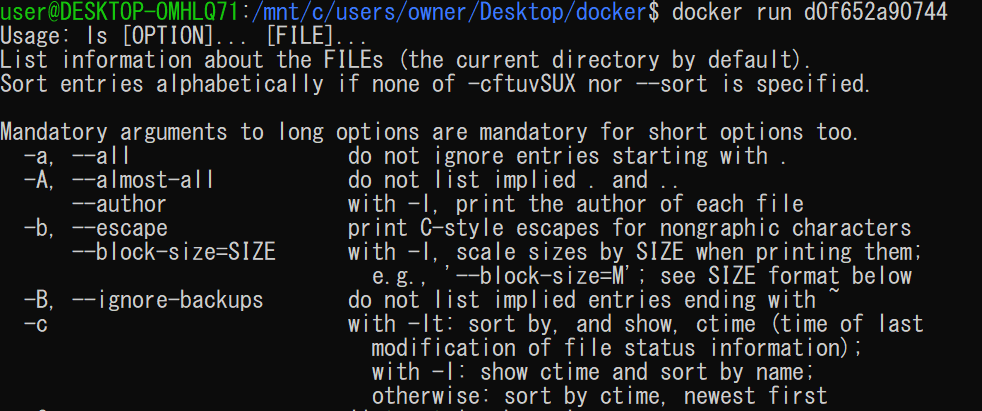 user@DESKTOP-OMHLQ71:/mnt/c/users/owner/Desktop/docker$ docker run d0f652a90744
Usage: ls [OPTION]... [FILE]...
List information about the FILEs (the current directory by default).
Sort entries alphabetically if none of -cftuvSUX nor --sort is specified.
Mandatory arguments to long options are mandatory for short options too.
-a, --all do not ignore entries starting with .
-A, --almost-all do not list implied . and ..
--author with -l, print the author of each file
-b, --escape print C-style escapes for nongraphic characters
--block-size=SIZE with -l, scale sizes by SIZE when printing them;
e.g., '--block-size=M'; see SIZE format below
-B, --ignore-backups do not list implied entries ending with ~
-c with -lt: sort by, and show, ctime (time of last
modification of file status information);
with -l: show ctime and sort by name;
otherwise: sort by ctime, newest first